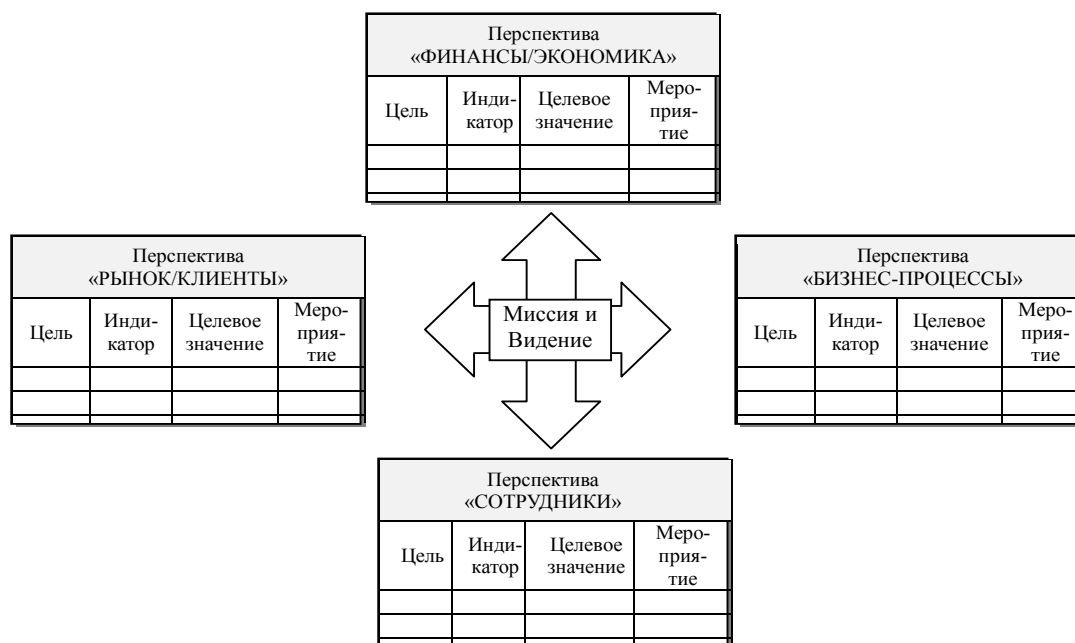 Перспектива
«ФИНАНСЫ/ЭКОНОМИКА»
Цель
Инди-
катор
Целевое
значение
Меро-
прия-
тие
Перспектива
«РЫНОК/КЛИЕНТЫ»
Цель
Инди-
катор
Целевое
значение
Меро-
прия-
тие
Миссия и
Видение
Перспектива
«БИЗНЕС-ПРОЦЕССЫ»
Цель
Инди-
катор
Целевое
значение
Меро-
прия-
тие
Перспектива
«СОТРУДНИКИ»
Цель
Инди-
катор
Целевое
значение
Меро-
прия-
тие